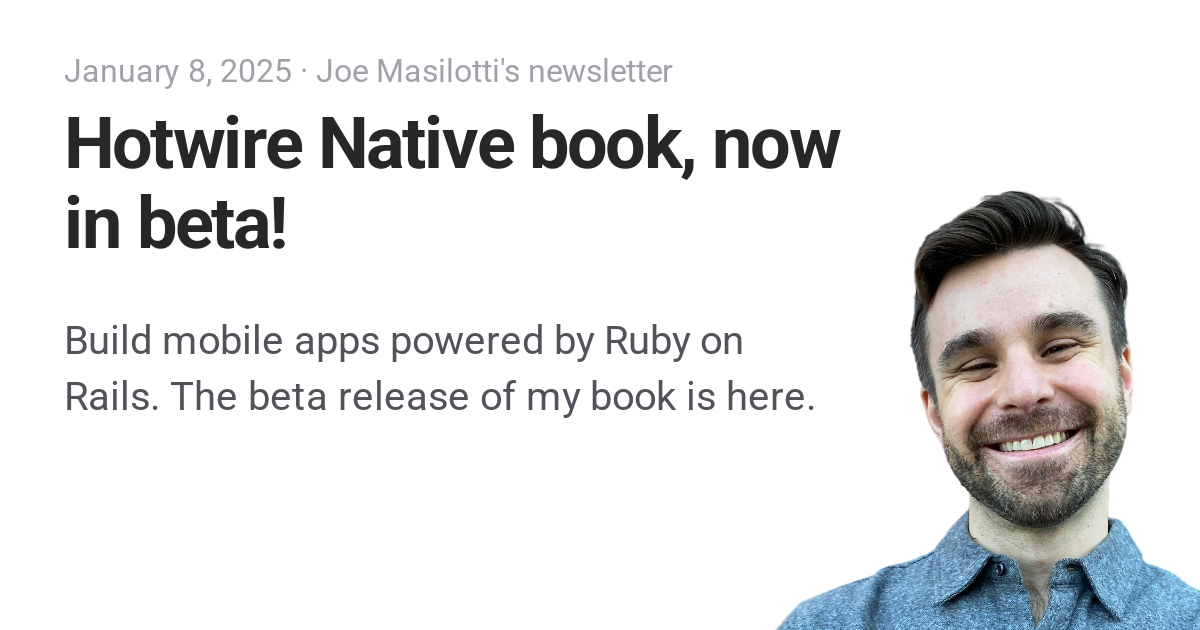 January 8, 2025 · Joe Masilotti's newsletter
Hotwire Native book, now
in beta!
Build mobile apps powered by Ruby on
Rails. The beta release of my book is here.